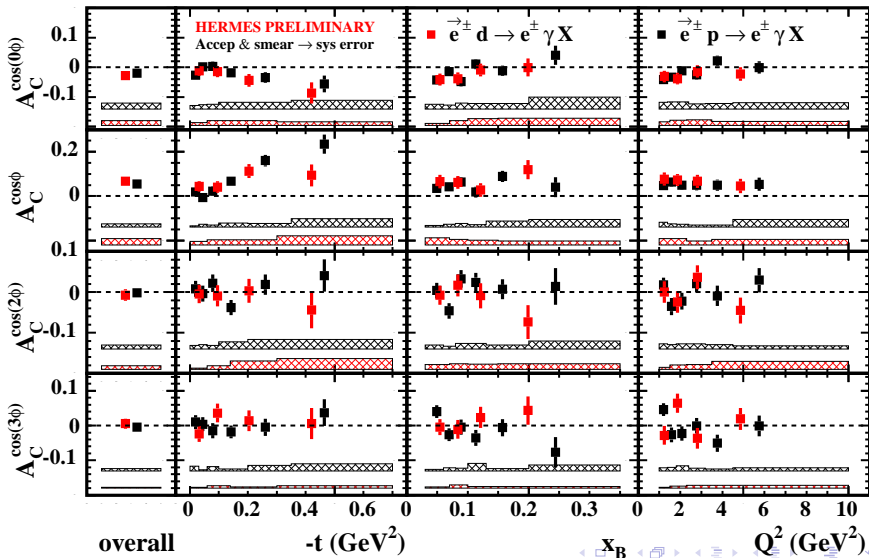 HERMES PRELIMINARY
Accep & smear → sys error
e⃗± d → e± γ X
e⃗± p → e± γ X
A_C^cos(0ϕ)
0.1
0
-0.1
A_C^cosϕ
0.2
0
0.1
A_C^cos(2ϕ)
0
-0.1
A_C^cos(3ϕ)
0.1
0
-0.1
0 0.2 0.4 0.6
0 0.1 0.2 0.3
2 4 6 8 10
overall
-t (GeV²)
x_B
Q² (GeV²)